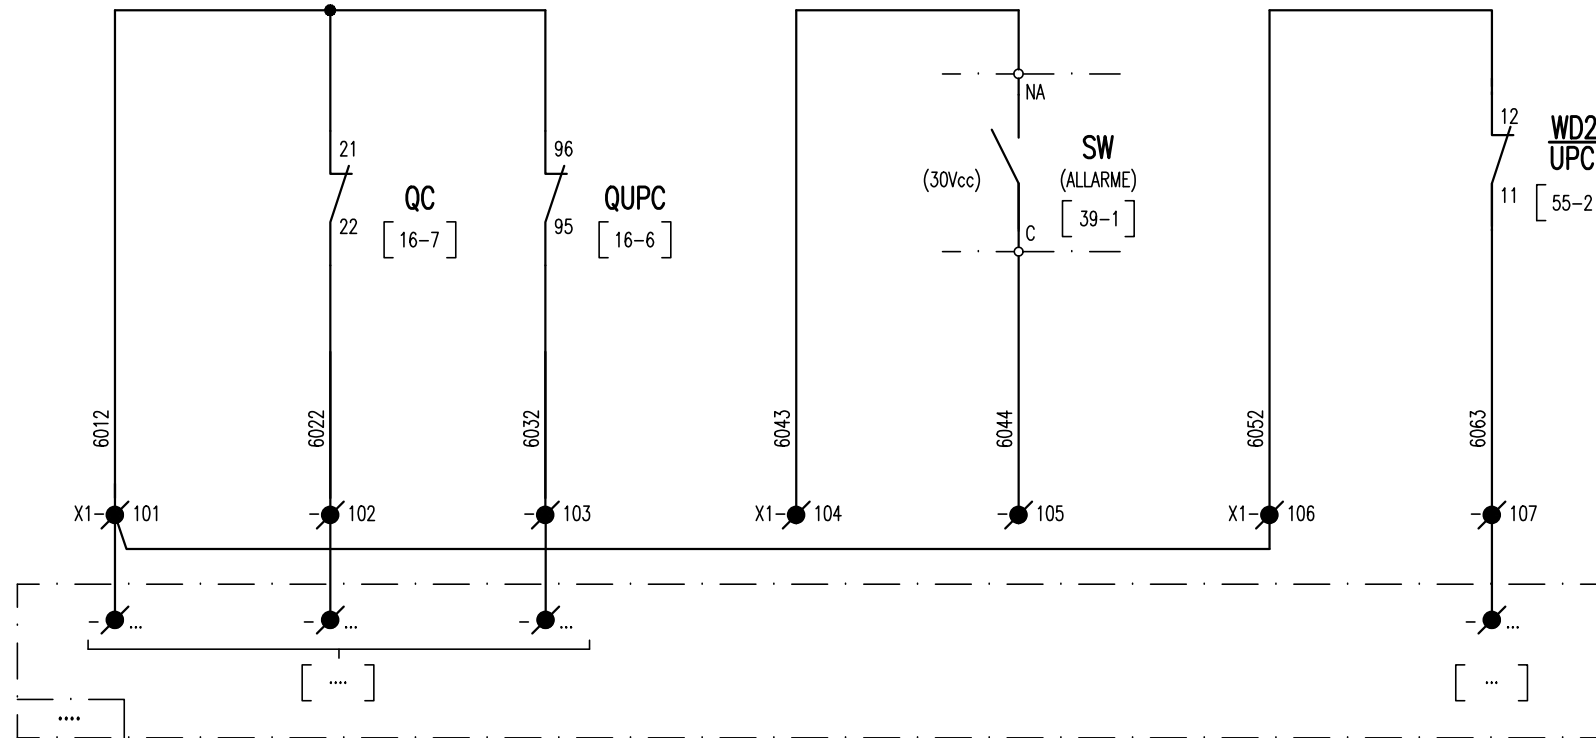 NA
21
96
12
WD2
QC
QUPC
(30Vcc)
SW
(ALLARME)
UPC
22
[16-7]
95
[16-6]
C
[39-1]
11
[55-2
6012
6022
6032
6043
6044
6052
6063
X1- 101
- 102
- 103
X1- 104
- 105
X1- 106
- 107
- ...
- ...
- ...
- ...
[ .... ]
[ ... ]
....